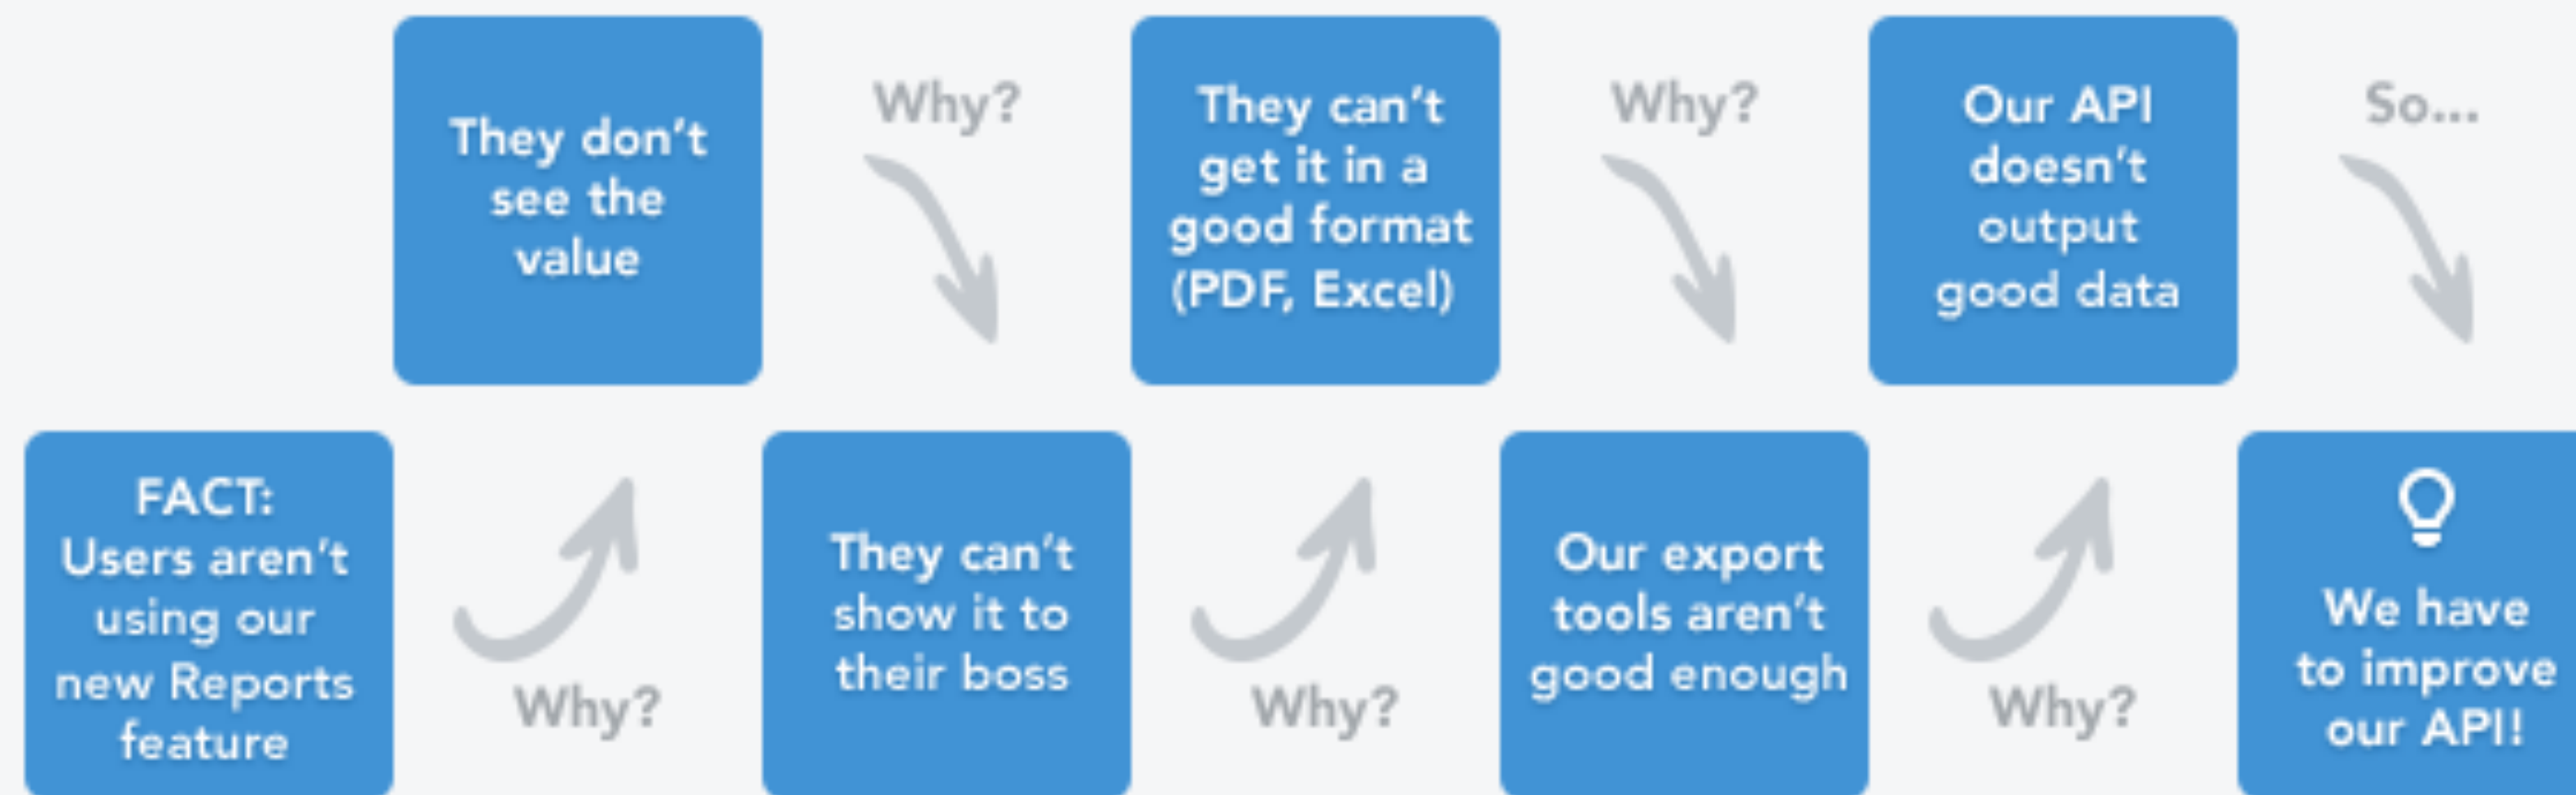 FACT:
Users aren't
using our
new Reports
feature
Why?
They don't
see the
value
Why?
They can't
show it to
their boss
Why?
They can't
get it in a
good format
(PDF, Excel)
Why?
Our export
tools aren't
good enough
Why?
Our API
doesn't
output
good data
So...
We have
to improve
our API!